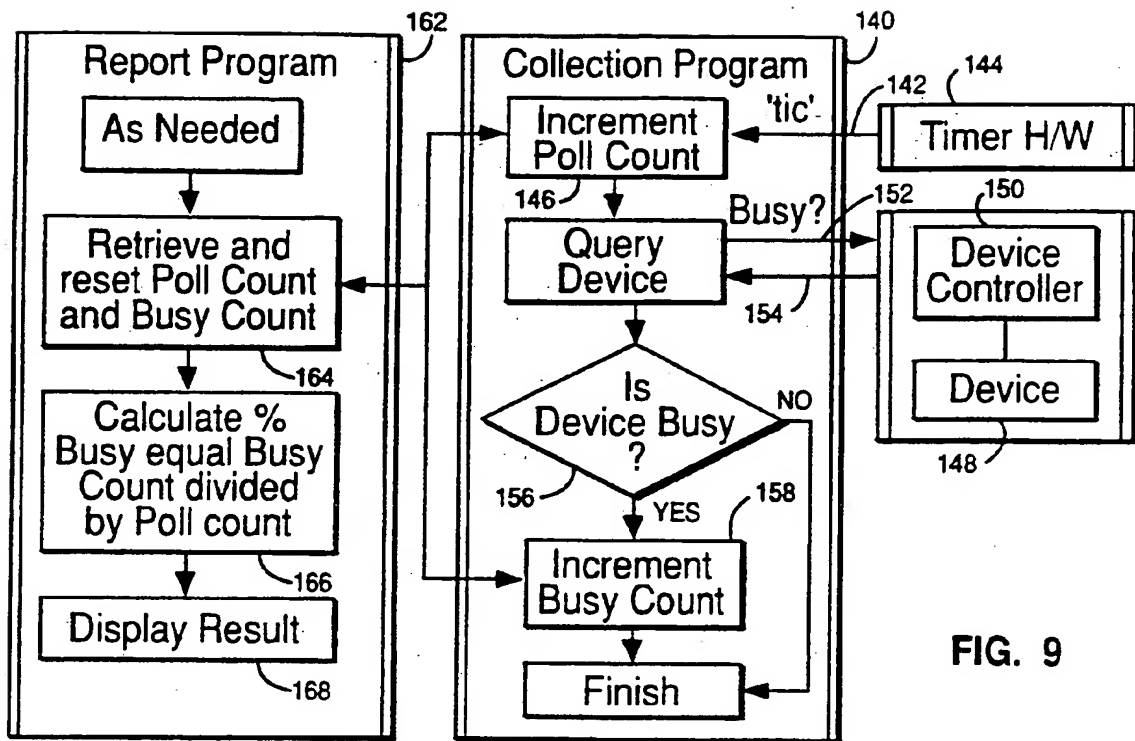 Report Program
162
As Needed
Retrieve and
reset Poll Count
and Busy Count
164
Calculate %
Busy equal Busy
Count divided
by Poll count
166
Display Result
168
Collection Program
140
Increment
Poll Count
146
'tic'
142
144
Timer H/W
Query
Device
Busy?
152
154
150
Device
Controller
Device
148
Is
Device Busy
?
156
NO
YES
158
Increment
Busy Count
Finish
FIG. 9